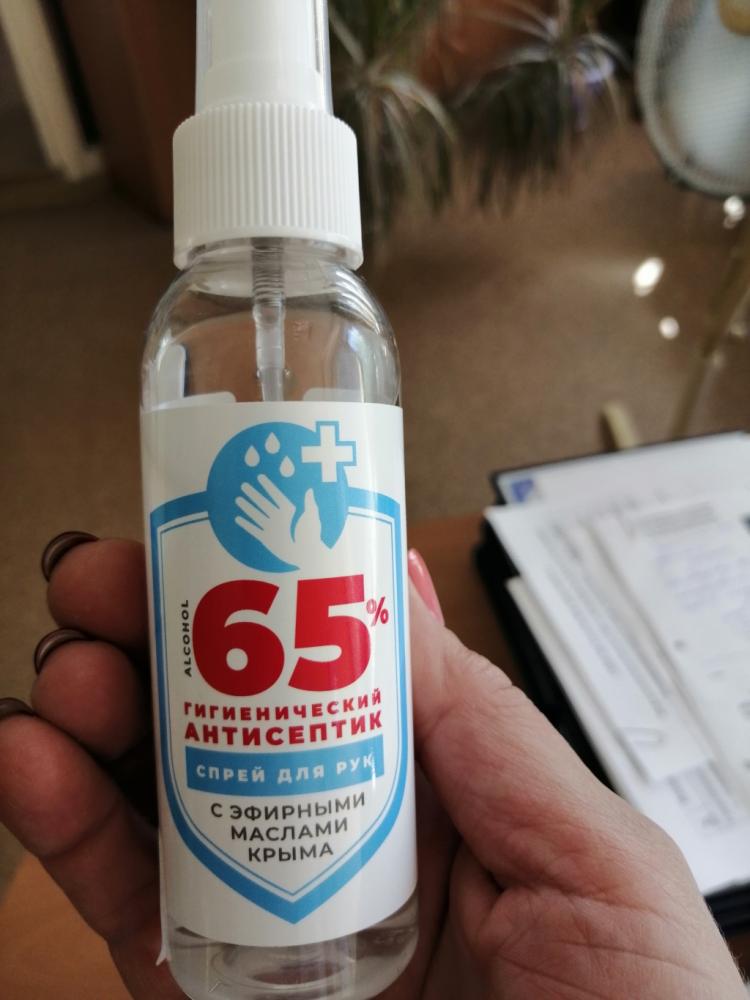 ALCOHOL
65%
ГИГИЕНИЧЕСКИЙ
АНТИСЕПТИК
СПРЕЙ ДЛЯ РУК
С ЭФИРНЫМИ
МАСЛАМИ
КРЫМА